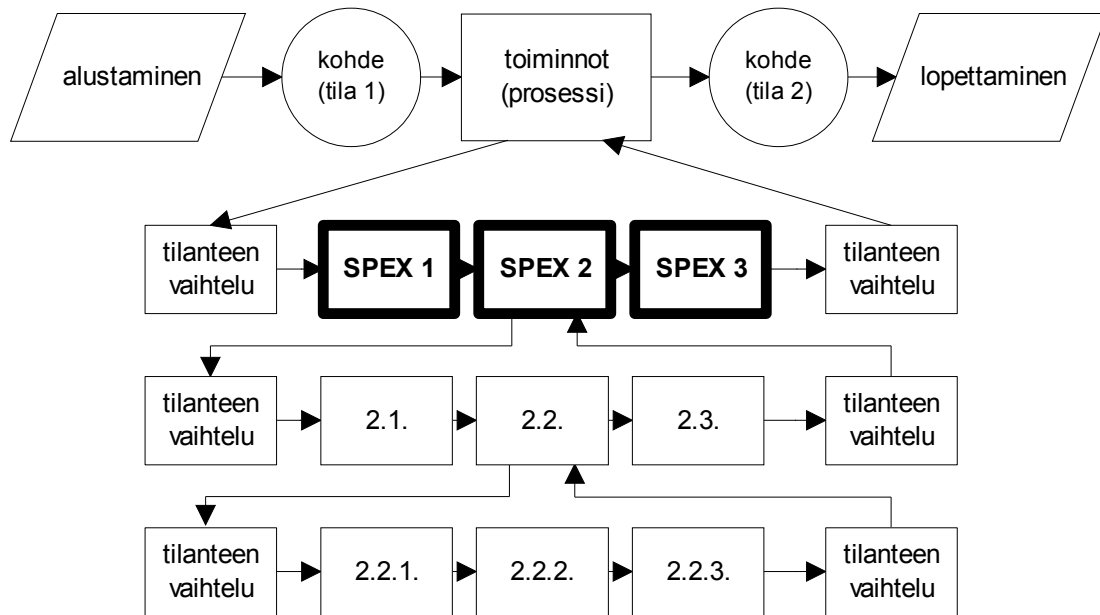 alustaminen
kohde
(tila 1)
toiminnot
(prosessi)
kohde
(tila 2)
lopettaminen
tilanteen
vaihtelu
SPEX 1
SPEX 2
SPEX 3
tilanteen
vaihtelu
tilanteen
vaihtelu
2.1.
2.2.
2.3.
tilanteen
vaihtelu
tilanteen
vaihtelu
2.2.1.
2.2.2.
2.2.3.
tilanteen
vaihtelu